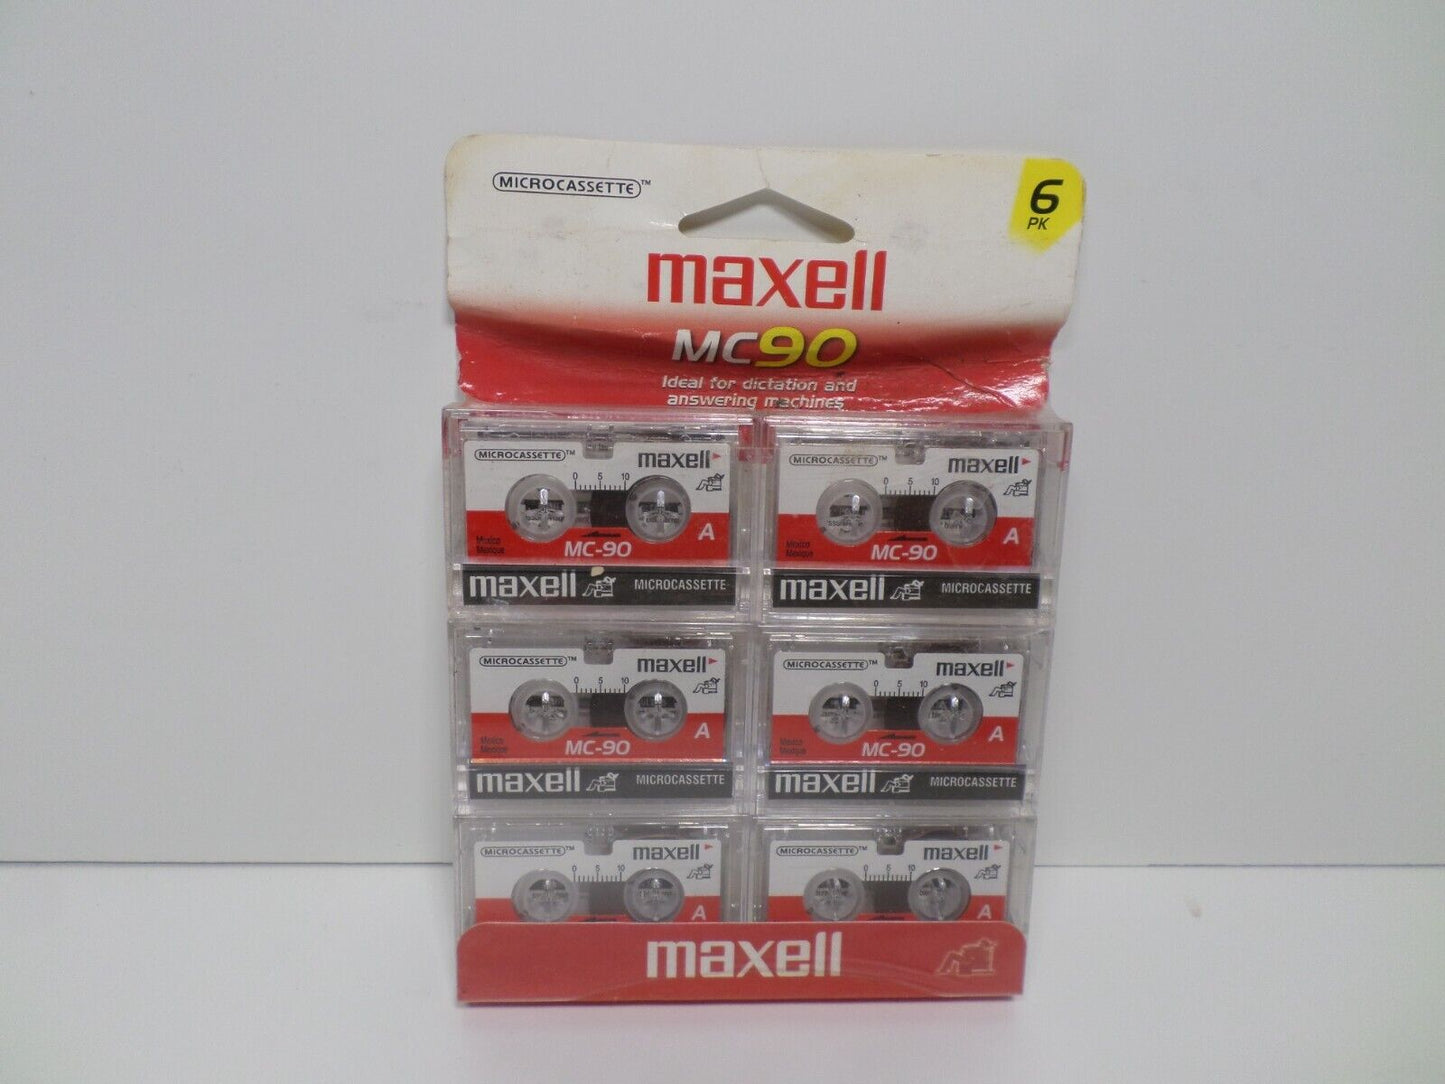 MICROCASSETTE™
6
PK
maxell
MC90
Ideal for dictation and
answering machines
MICROCASSETTE™ maxell
0 5 10
A
Mexico
Mexique
MC-90
maxell MICROCASSETTE
MICROCASSETTE™ maxell
0 5 10
A
Mexico
Mexique
MC-90
maxell MICROCASSETTE
MICROCASSETTE™ maxell
0 5 10
A
Mexico
Mexique
MC-90
maxell MICROCASSETTE
MICROCASSETTE™ maxell
0 5 10
A
Mexico
Mexique
MC-90
maxell MICROCASSETTE
MICROCASSETTE™ maxell
0 5 10
A
MICROCASSETTE™ maxell
0 5 10
A
maxell